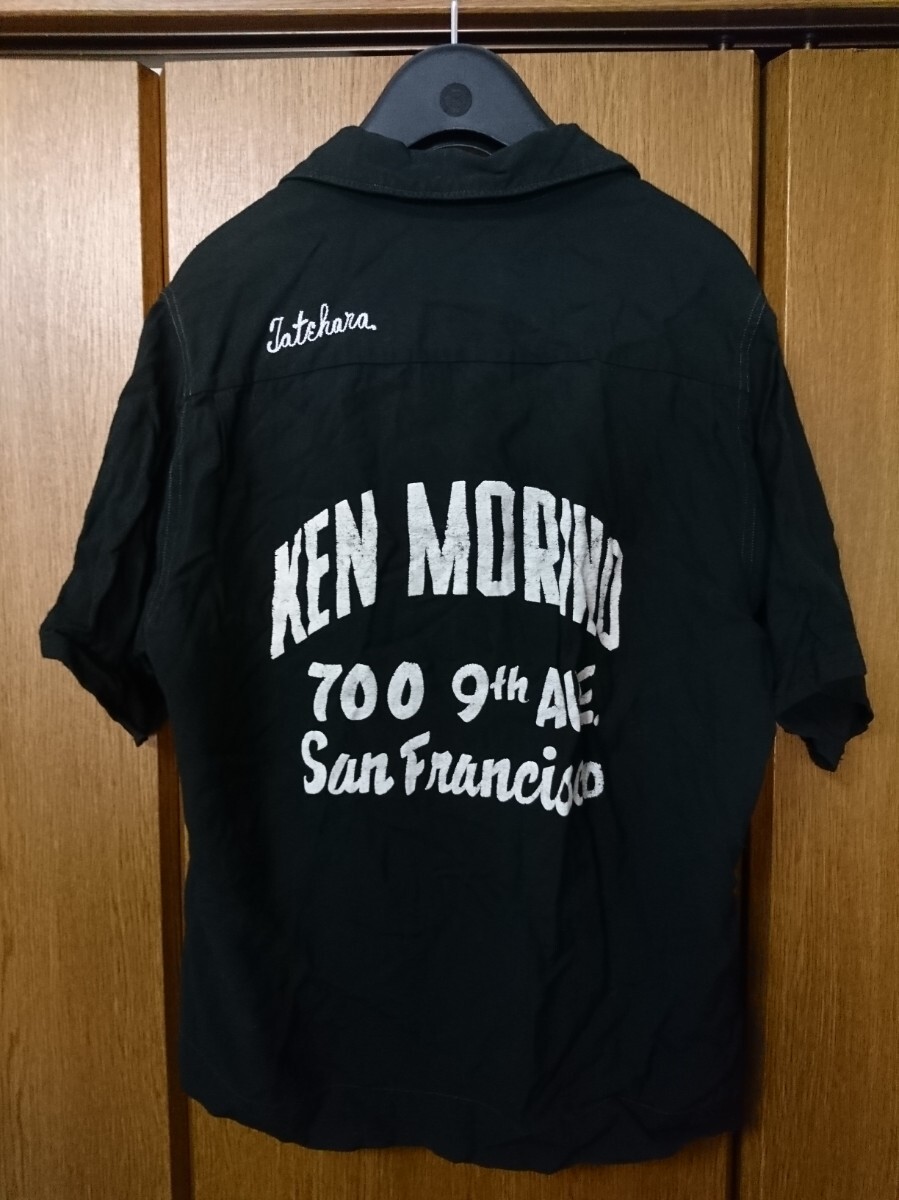 Tatehara.
KEN MORINO
700 9th AVE.
San Francisco